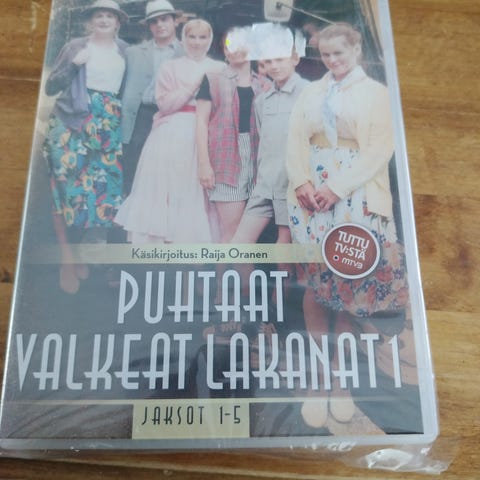 Käsikirjoitus: Raija Oranen
TUTTU
TV:STÄ
MTV3
PUHTAAT
VALKEAT LAKANAT 1
JAKSOT 1-5